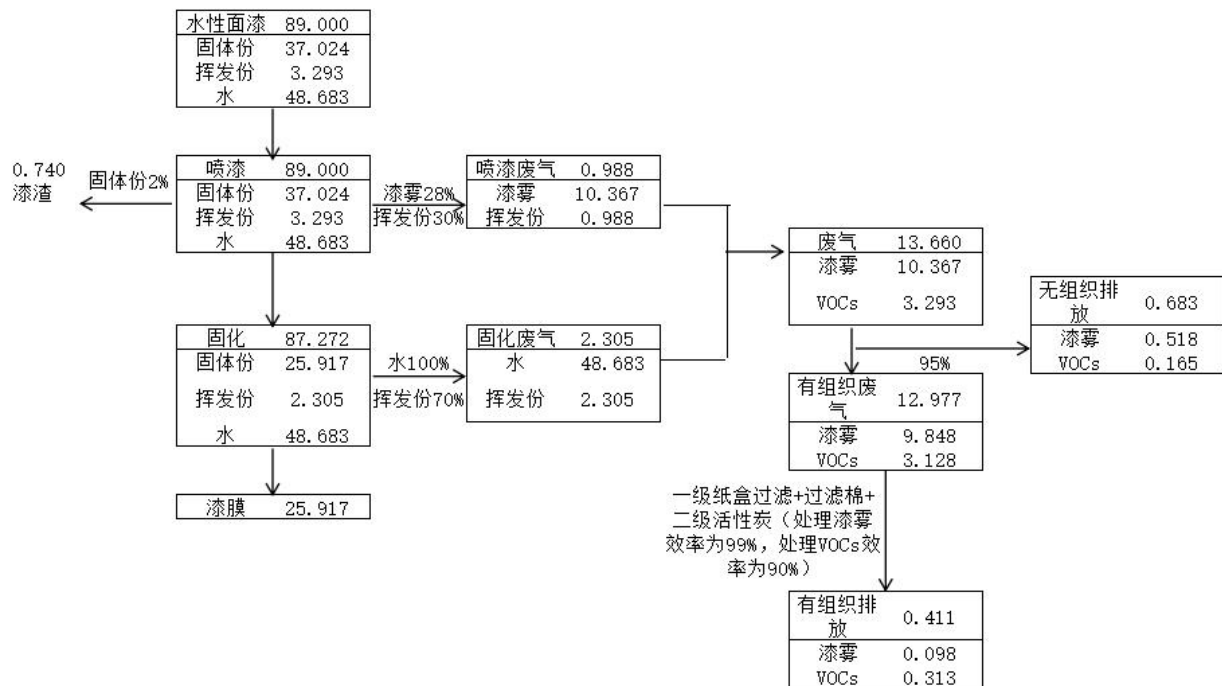 水性面漆 89.000
固体份 37.024
挥发份 3.293
水 48.683
0.740
漆渣
固体份2%
喷漆 89.000
固体份 37.024
挥发份 3.293
水 48.683
漆雾28%
挥发份30%
喷漆废气 0.988
漆雾 10.367
挥发份 0.988
固化 87.272
固体份 25.917
挥发份 2.305
水 48.683
水100%
挥发份70%
固化废气 2.305
水 48.683
挥发份 2.305
漆膜 25.917
废气 13.660
漆雾 10.367
VOCs 3.293
95%
无组织排
放 0.683
漆雾 0.518
VOCs 0.165
有组织废
气 12.977
漆雾 9.848
VOCs 3.128
一级纸盒过滤+过滤棉+
二级活性炭（处理漆雾
效率为99%，处理VOCs效
率为90%）
有组织排
放 0.411
漆雾 0.098
VOCs 0.313